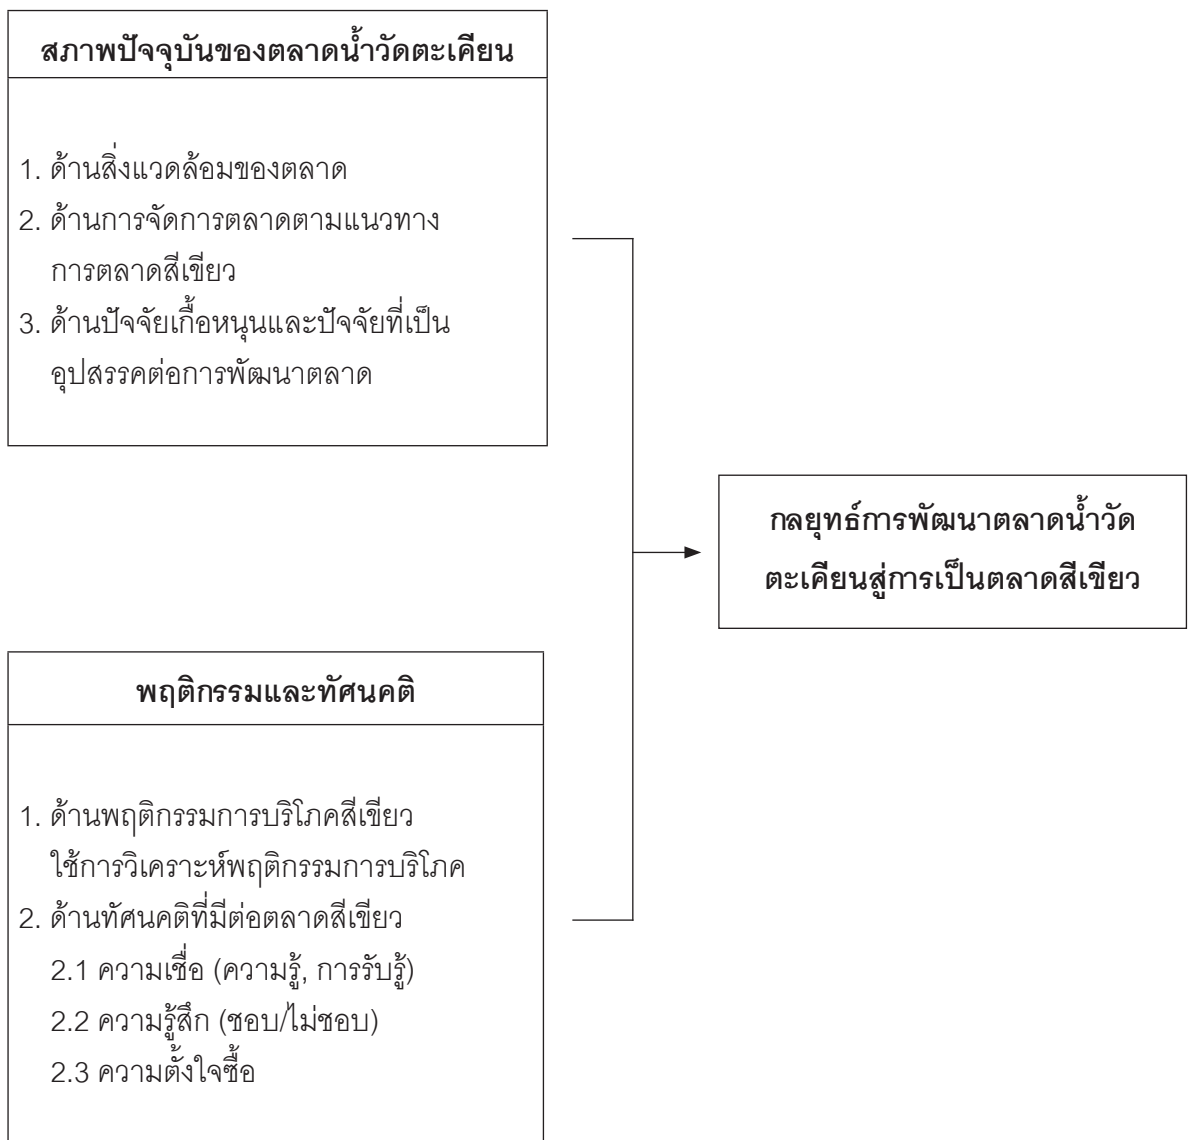 สภาพปัจจุบันของตลาดน้ำวัดตะเคียน
1. ด้านสิ่งแวดล้อมของตลาด
2. ด้านการจัดการตลาดตามแนวทาง
การตลาดสีเขียว
3. ด้านปัจจัยเกื้อหนุนและปัจจัยที่เป็น
อุปสรรคต่อการพัฒนาตลาด
กลยุทธ์การพัฒนาตลาดน้ำวัด
ตะเคียนสู่การเป็นตลาดสีเขียว
พฤติกรรมและทัศนคติ
1. ด้านพฤติกรรมการบริโภคสีเขียว
ใช้การวิเคราะห์พฤติกรรมการบริโภค
2. ด้านทัศนคติที่มีต่อตลาดสีเขียว
2.1 ความเชื่อ (ความรู้, การรับรู้)
2.2 ความรู้สึก (ชอบ/ไม่ชอบ)
2.3 ความตั้งใจซื้อ